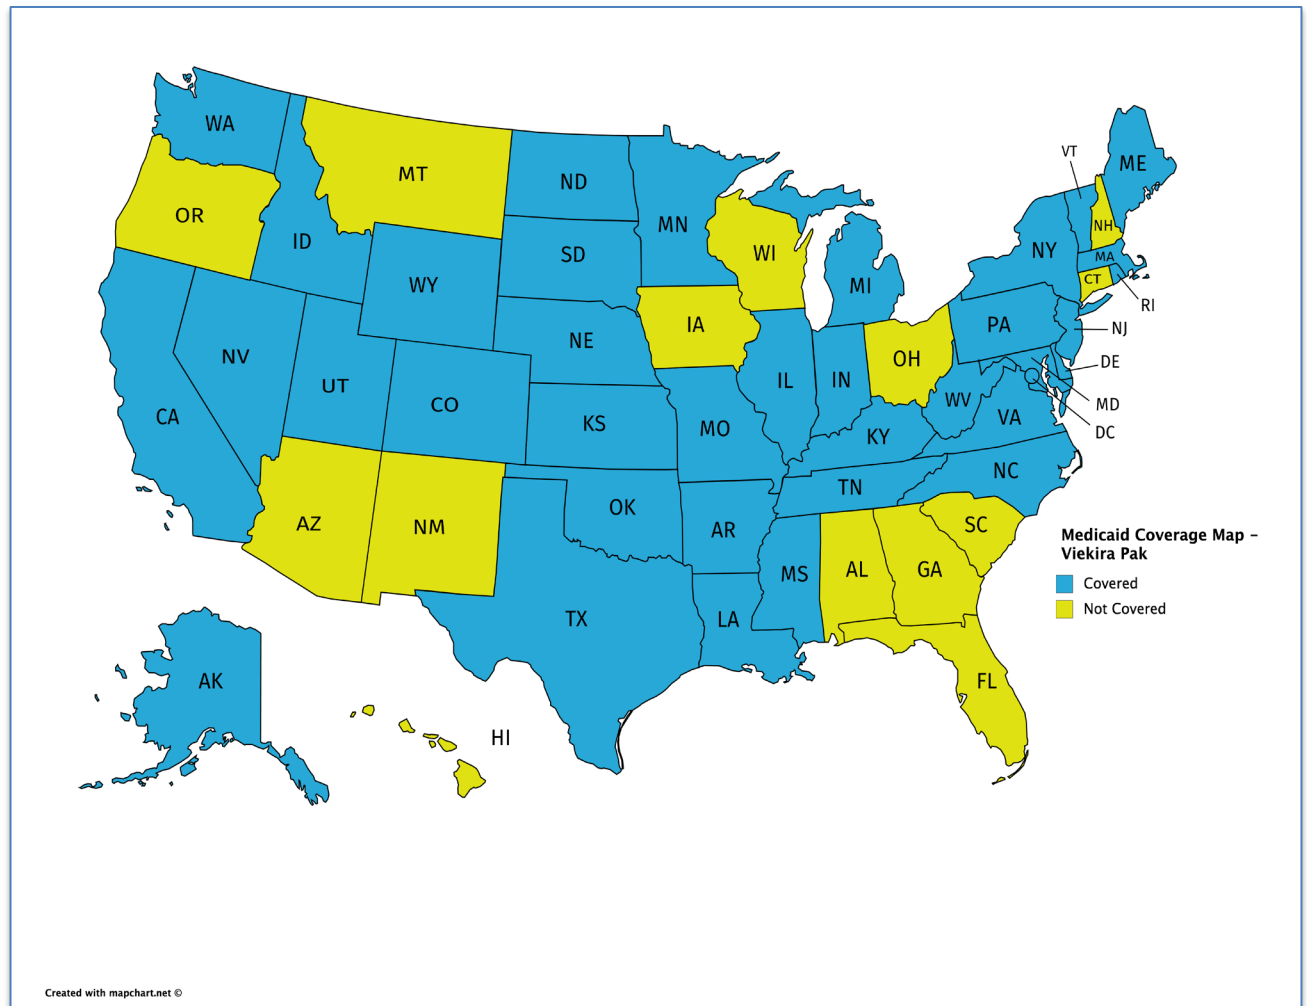 WA
MT
ND
MN
VT
ME
OR
ID
SD
WI
MI
NY
NH
MA
CT
RI
WY
IA
PA
NJ
NV
UT
CO
NE
IL
IN
OH
DE
WV
VA
MD
DC
CA
KS
MO
KY
AZ
NM
OK
AR
TN
NC
SC
MS
AL
GA
TX
LA
FL
AK
HI
Medicaid Coverage Map –
Viekira Pak
Covered
Not Covered
Created with mapchart.net ©